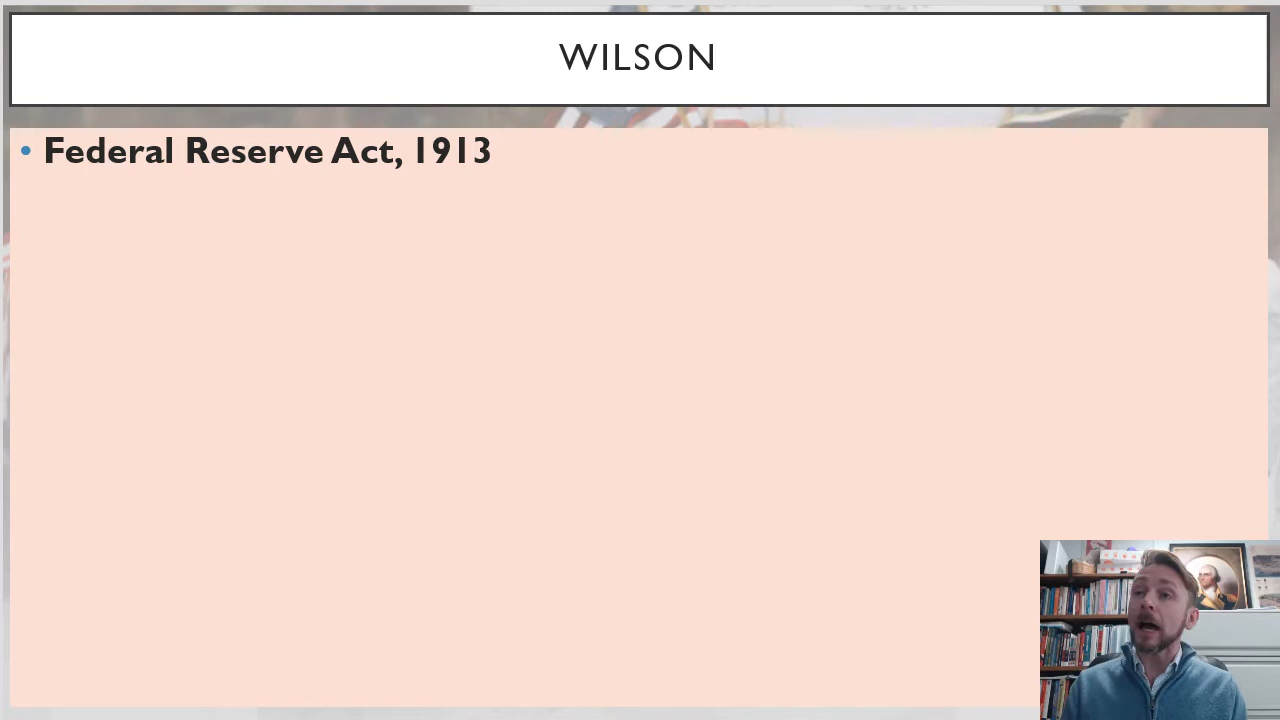 WILSON
• Federal Reserve Act, 1913